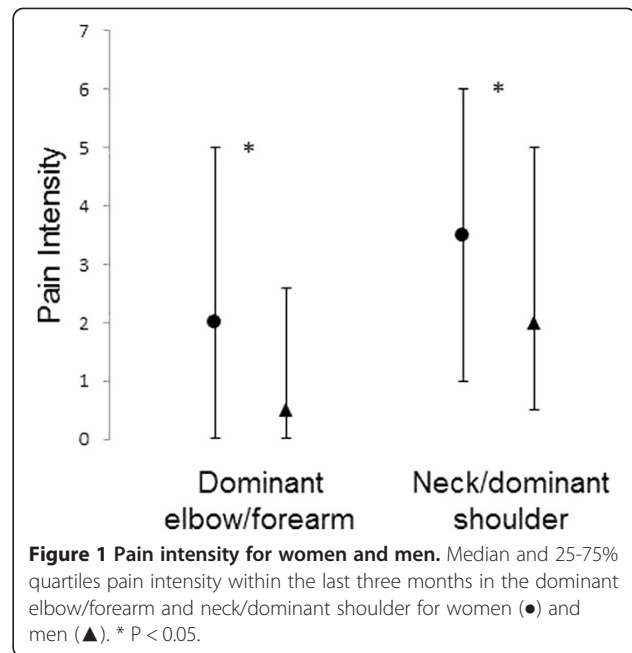 7
6
5
4
3
2
1
0
Pain Intensity
*
*
Dominant
elbow/forearm
Neck/dominant
shoulder
Figure 1 Pain intensity for women and men. Median and 25-75%
quartiles pain intensity within the last three months in the dominant
elbow/forearm and neck/dominant shoulder for women (●) and
men (▲). * P < 0.05.